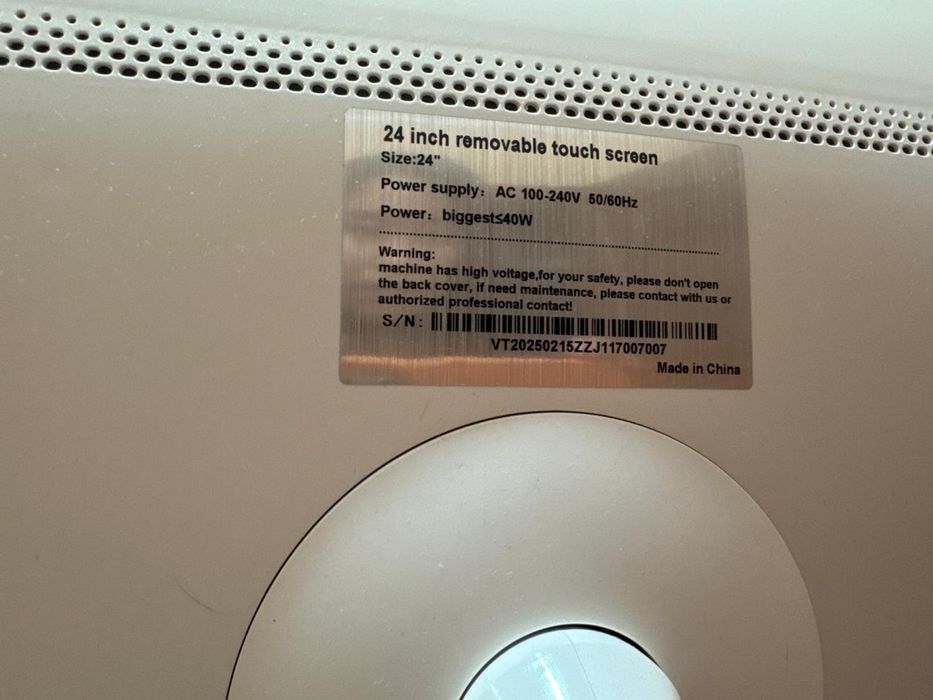 24 inch removable touch screen
Size:24"
Power supply: AC 100-240V 50/60Hz
Power: biggest≤40W
Warning:
machine has high voltage,for your safety, please don't open
the back cover, if need maintenance, please contact with us or
authorized professional contact!
S/N:
VT20250215ZZJ117007007
Made in China